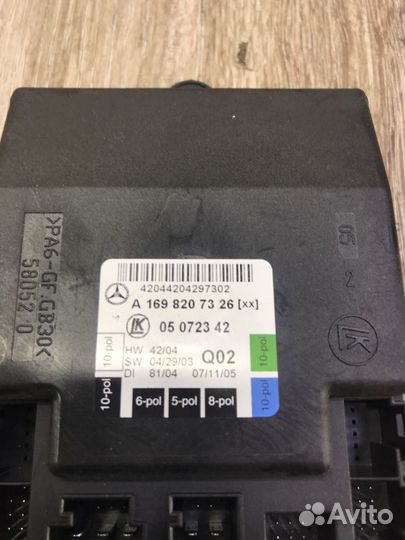 >PA6-GF-GB30<
58052 0
05
2
LK
42044204297302
A 169 820 73 26 [xx]
LK 05 0723 42
HW 42/04
SW 04/29/03 Q02
DI 81/04 07/11/05
10-pol
10-pol
10-pol
10-pol
6-pol 5-pol 8-pol
Avito